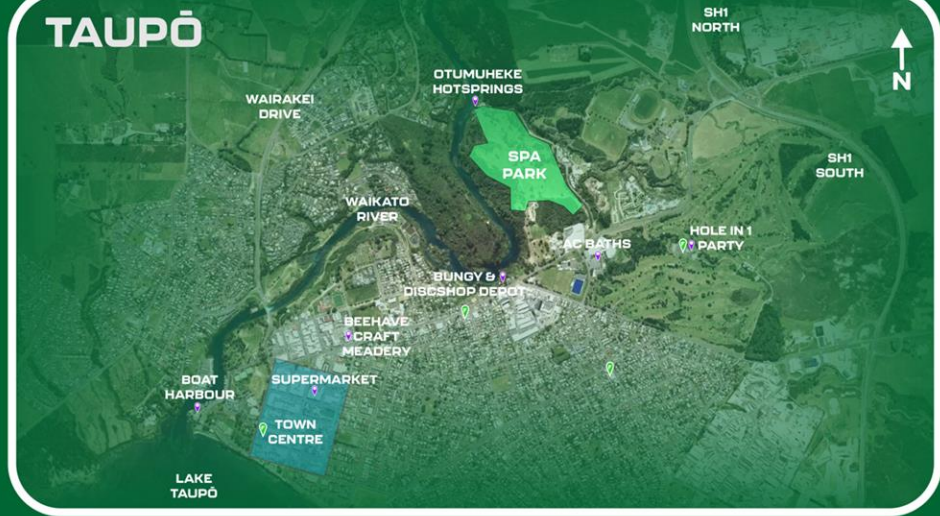 TAUPŌ
SH1
NORTH
N
OTUMUHEKE
HOTSPRINGS
WAIRAKEI
DRIVE
SPA
PARK
SH1
SOUTH
WAIKATO
RIVER
AC BATHS
HOLE IN 1
PARTY
BUNGY &
DISCSHOP DEPOT
BEEHAVE
CRAFT
MEADERY
BOAT
HARBOUR
SUPERMARKET
TOWN
CENTRE
LAKE
TAUPŌ